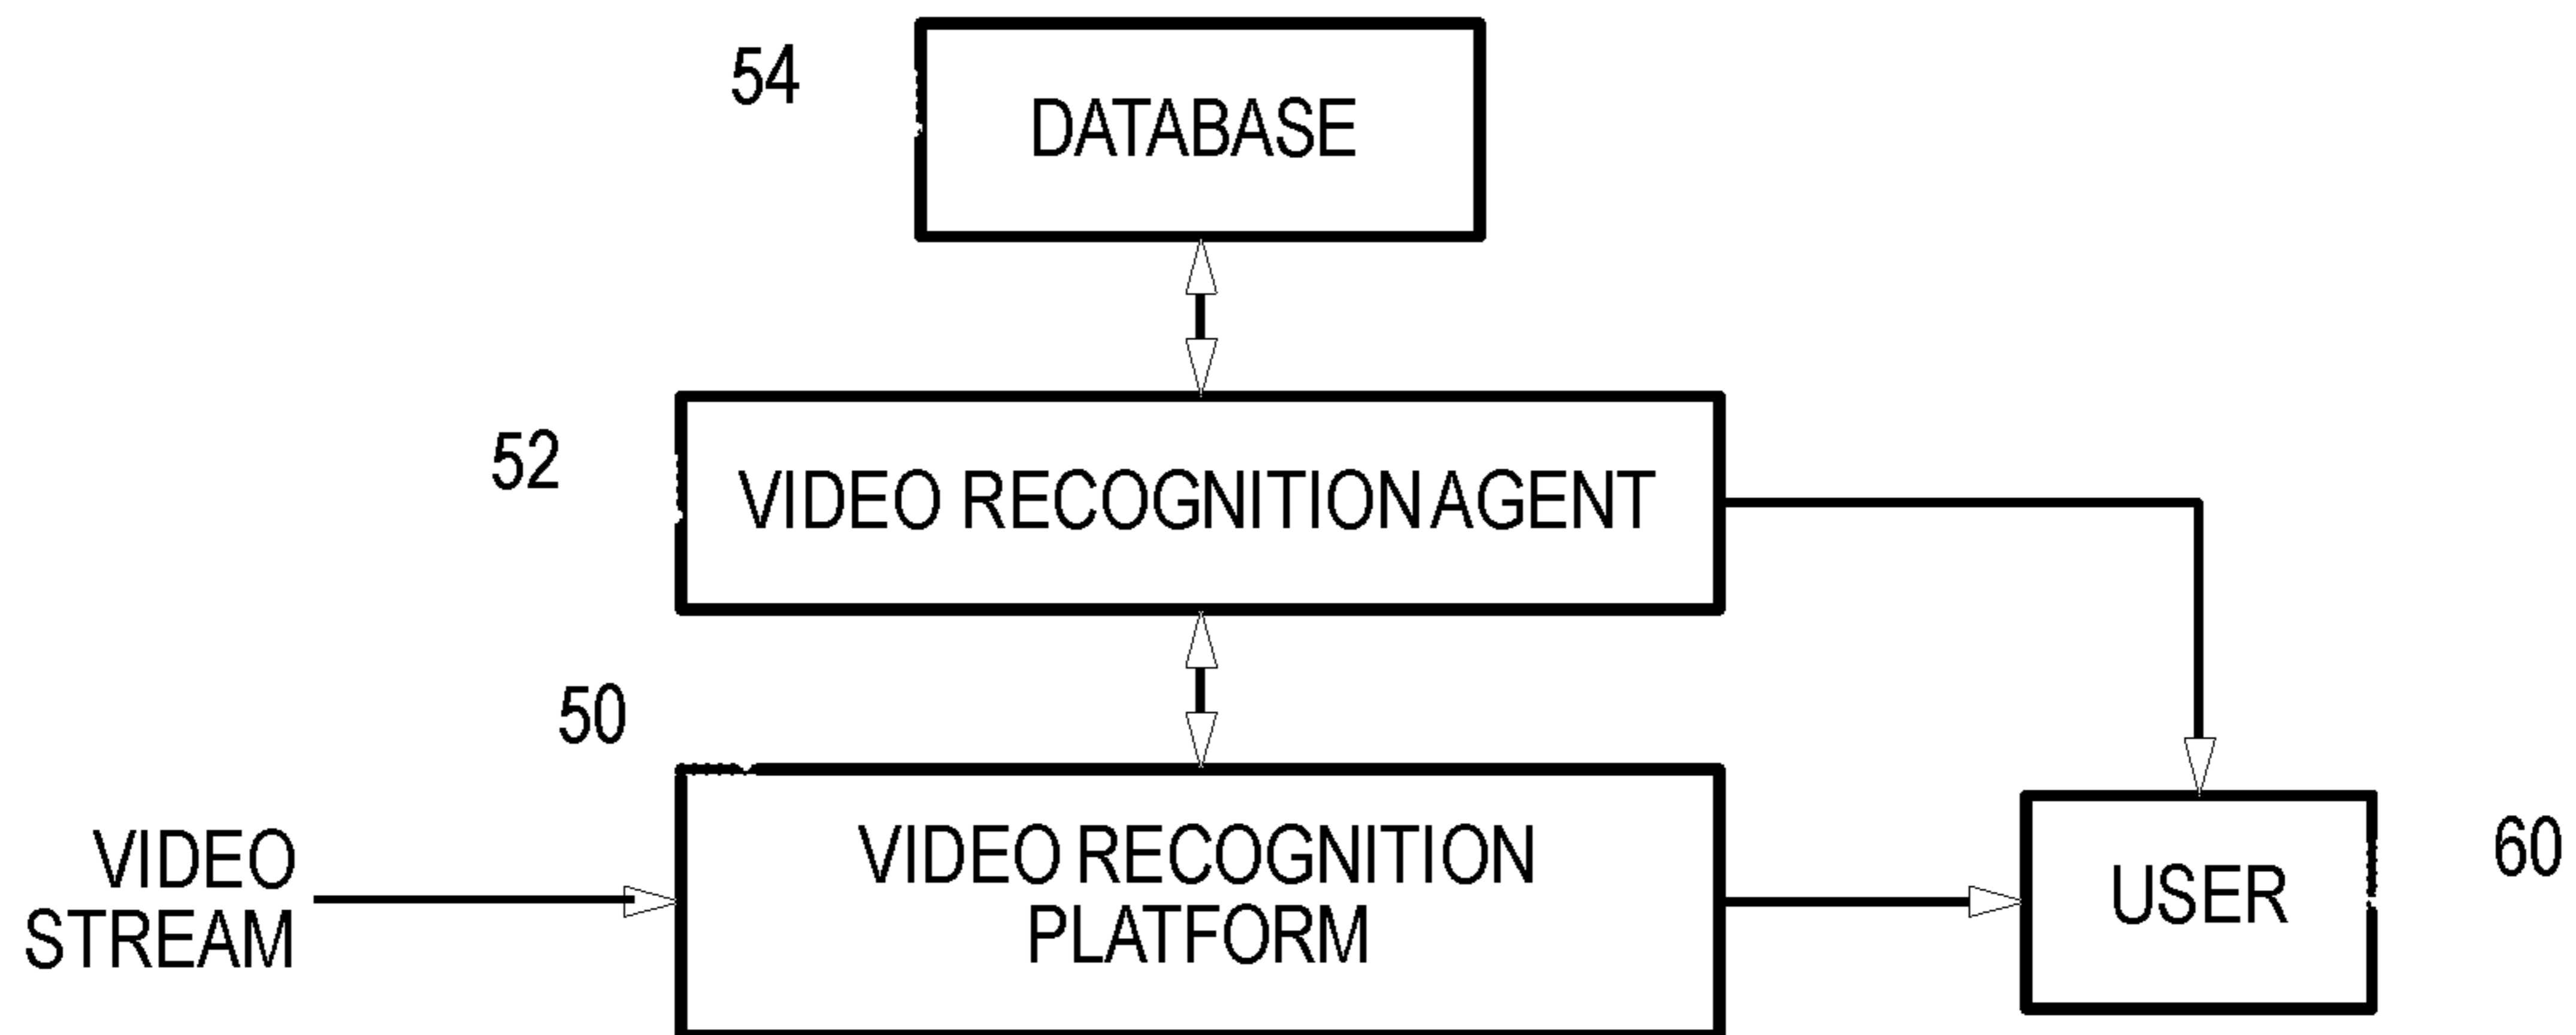 54
DATABASE
52
VIDEO RECOGNITION AGENT
50
VIDEO
STREAM
VIDEO RECOGNITION
PLATFORM
USER
60